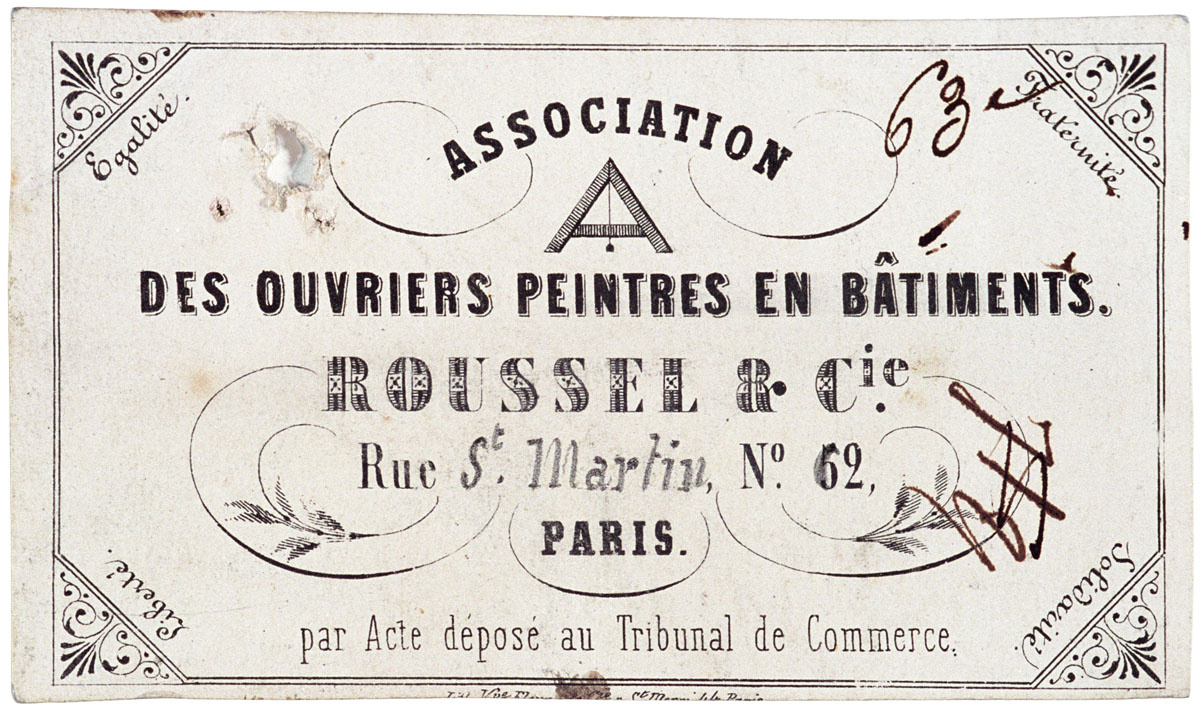 Egalité.
Fraternité.
63
ASSOCIATION
DES OUVRIERS PEINTRES EN BÂTIMENTS.
ROUSSEL & Cie.
Rue St. Martin, No. 62,
PARIS.
Liberté
Solidarité
par Acte déposé au Tribunal de Commerce.
Paris